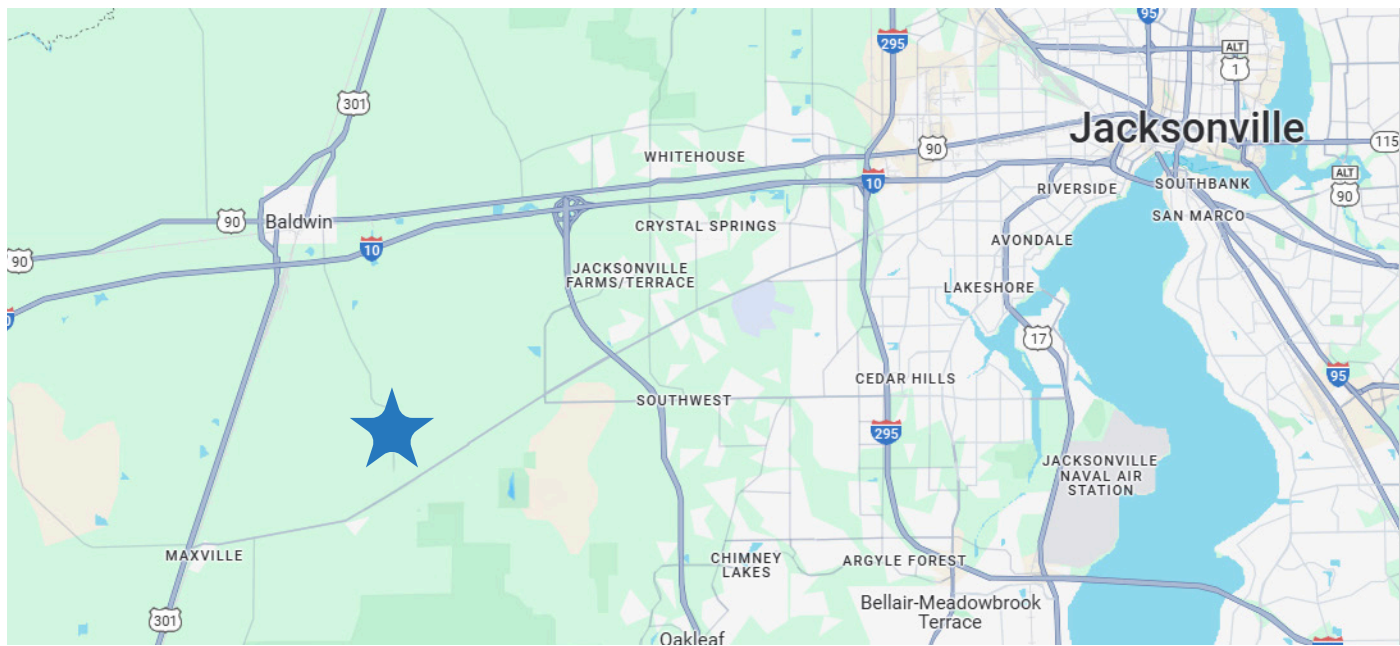 95
295
ALT
1
301
Jacksonville
115
90
WHITEHOUSE
10
ALT
90
RIVERSIDE
SOUTHBANK
SAN MARCO
90
Baldwin
CRYSTAL SPRINGS
AVONDALE
10
90
JACKSONVILLE
FARMS/TERRACE
LAKESHORE
17
95
CEDAR HILLS
SOUTHWEST
295
JACKSONVILLE
NAVAL AIR
STATION
MAXVILLE
CHIMNEY
LAKES
ARGYLE FOREST
Bellair-Meadowbrook
Terrace
301
Oakleaf